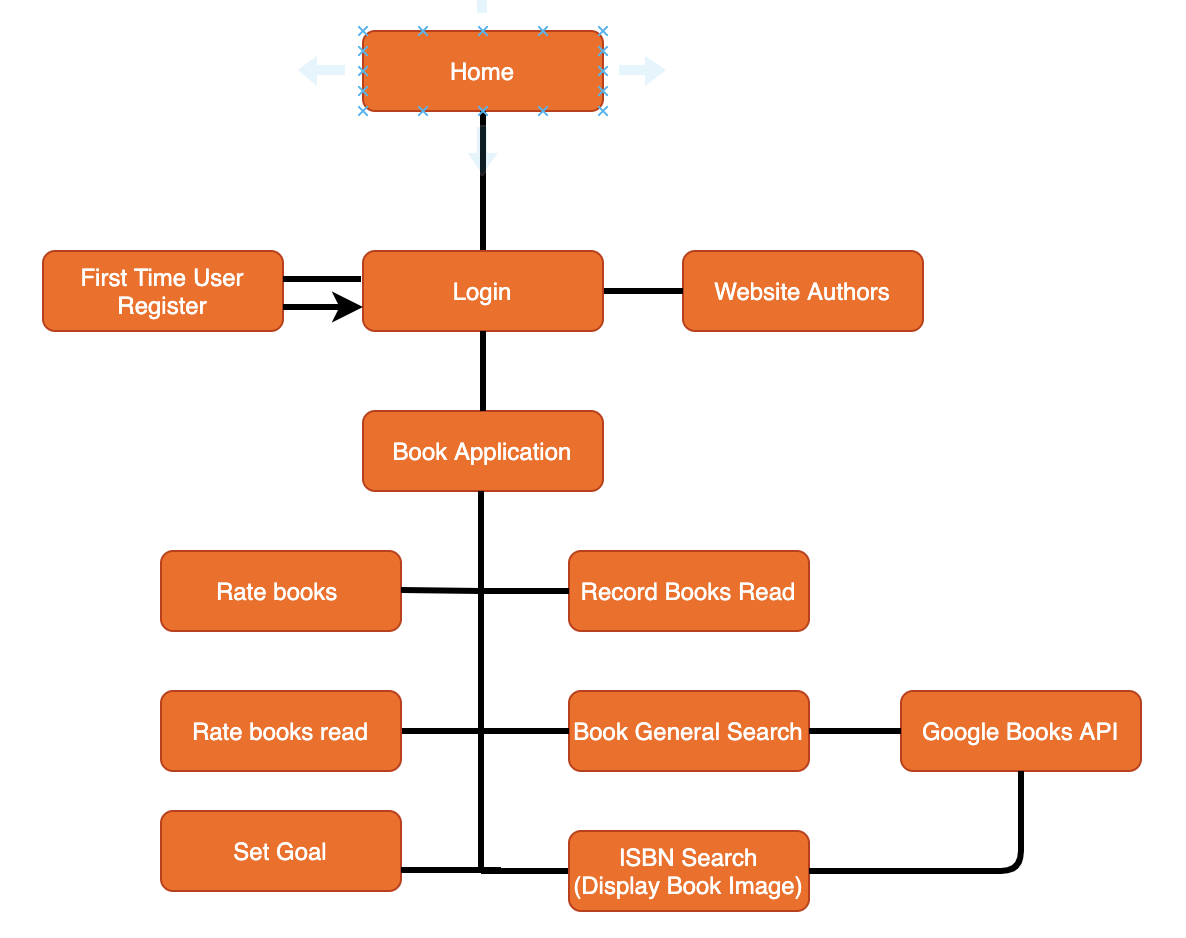 Home
First Time User
Register
Login
Website Authors
Book Application
Rate books
Record Books Read
Rate books read
Book General Search
Google Books API
Set Goal
ISBN Search
(Display Book Image)